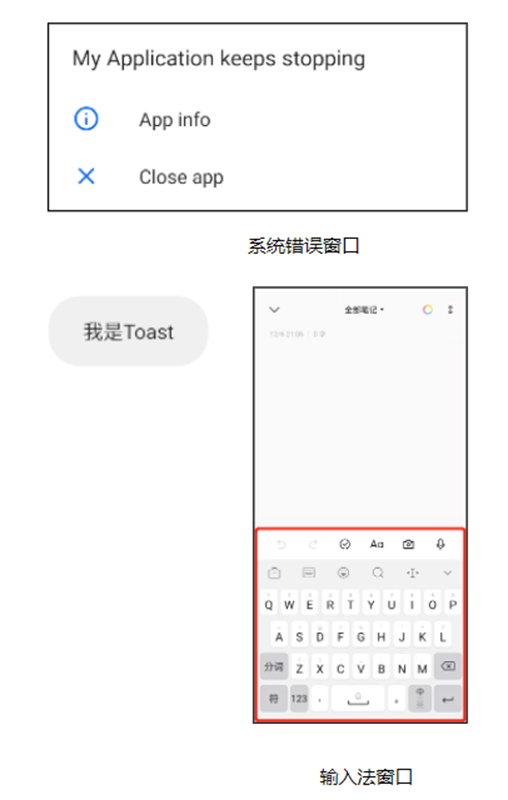 My Application keeps stopping
App info
Close app
系统错误窗口
我是Toast
全部笔记
Aa
Q W E R T Y U I O P
A S D F G H J K L
分词 Z X C V B N M
符 123 , 。 中
输入法窗口